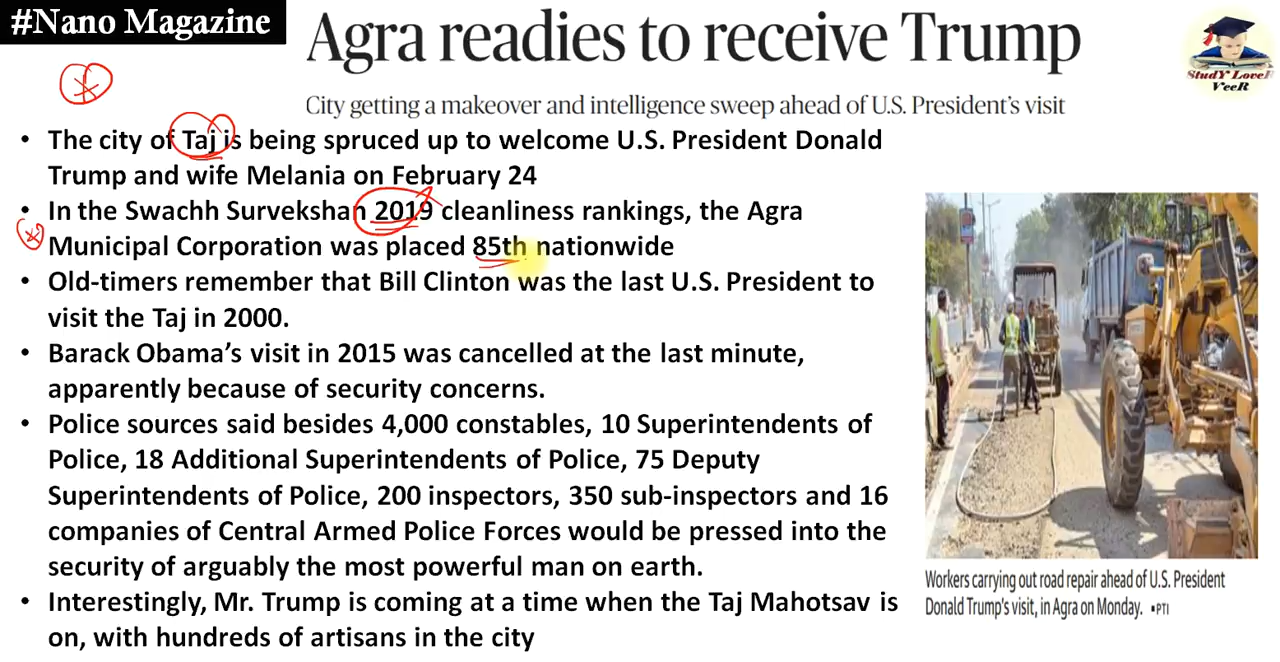 #Nano Magazine
Agra readies to receive Trump
StudY LoveR
VeeR
City getting a makeover and intelligence sweep ahead of U.S. President's visit
• The city of Taj is being spruced up to welcome U.S. President Donald
Trump and wife Melania on February 24
• In the Swachh Survekshan 2019 cleanliness rankings, the Agra
Municipal Corporation was placed 85th nationwide
• Old-timers remember that Bill Clinton was the last U.S. President to
visit the Taj in 2000.
• Barack Obama's visit in 2015 was cancelled at the last minute,
apparently because of security concerns.
• Police sources said besides 4,000 constables, 10 Superintendents of
Police, 18 Additional Superintendents of Police, 75 Deputy
Superintendents of Police, 200 inspectors, 350 sub-inspectors and 16
companies of Central Armed Police Forces would be pressed into the
security of arguably the most powerful man on earth.
• Interestingly, Mr. Trump is coming at a time when the Taj Mahotsav is
on, with hundreds of artisans in the city
Workers carrying out road repair ahead of U.S. President
Donald Trump's visit, in Agra on Monday. ▪PTI